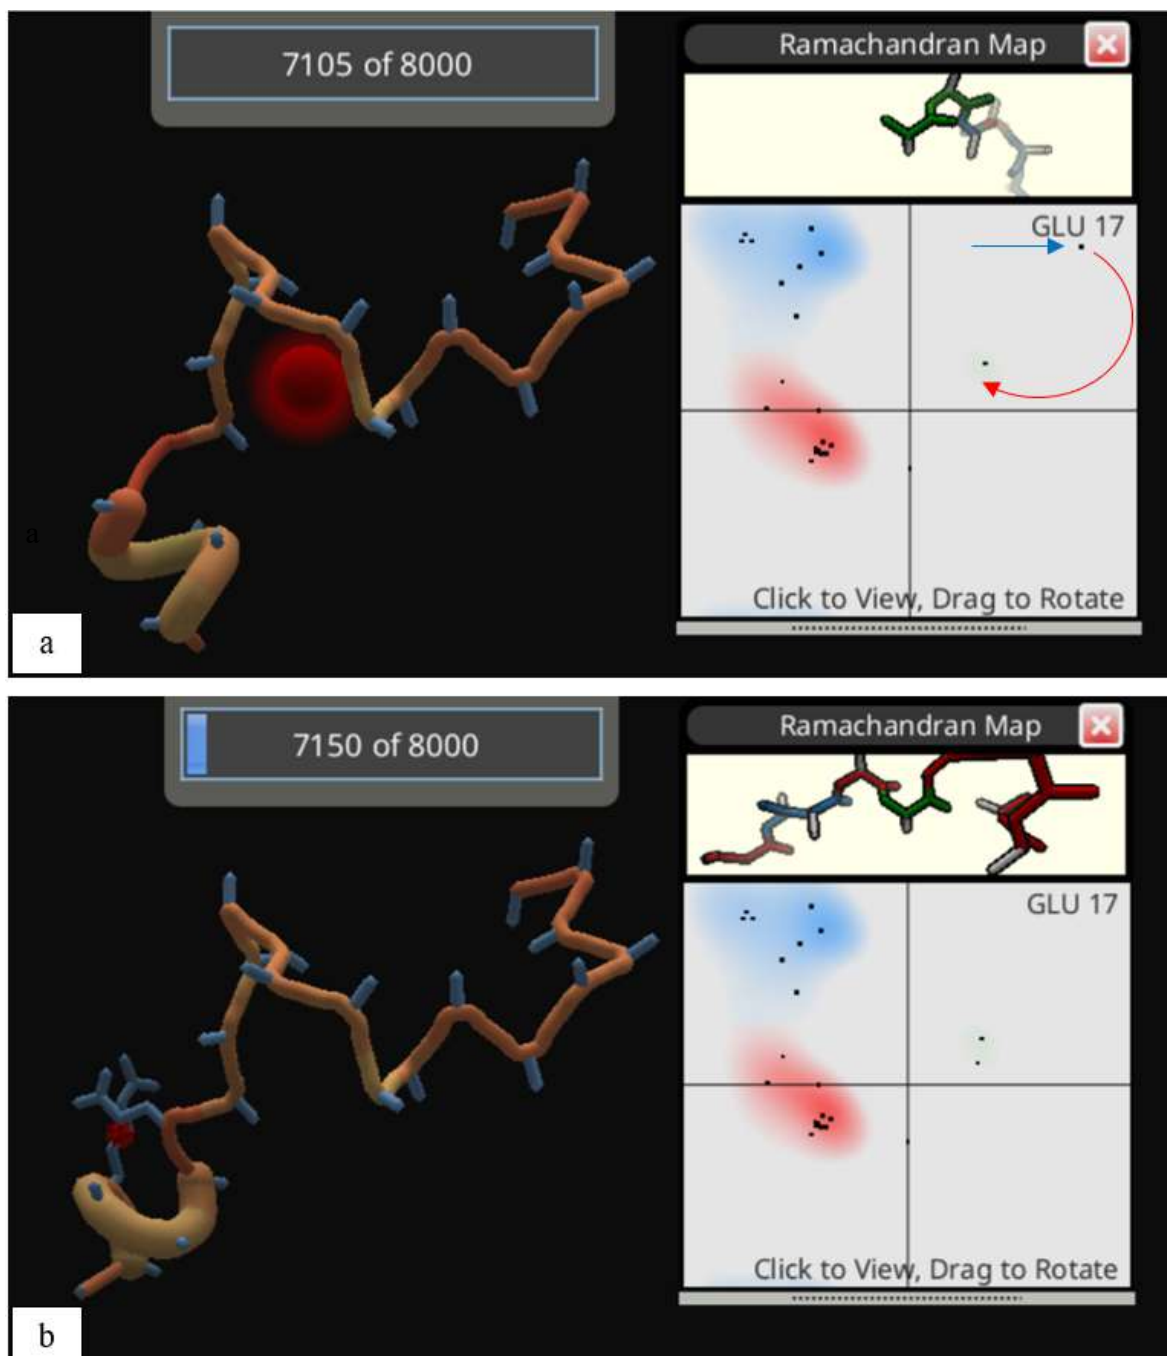 7105 of 8000
Ramachandran Map
GLU 17
Click to View, Drag to Rotate
a
a
7150 of 8000
Ramachandran Map
GLU 17
Click to View, Drag to Rotate
b